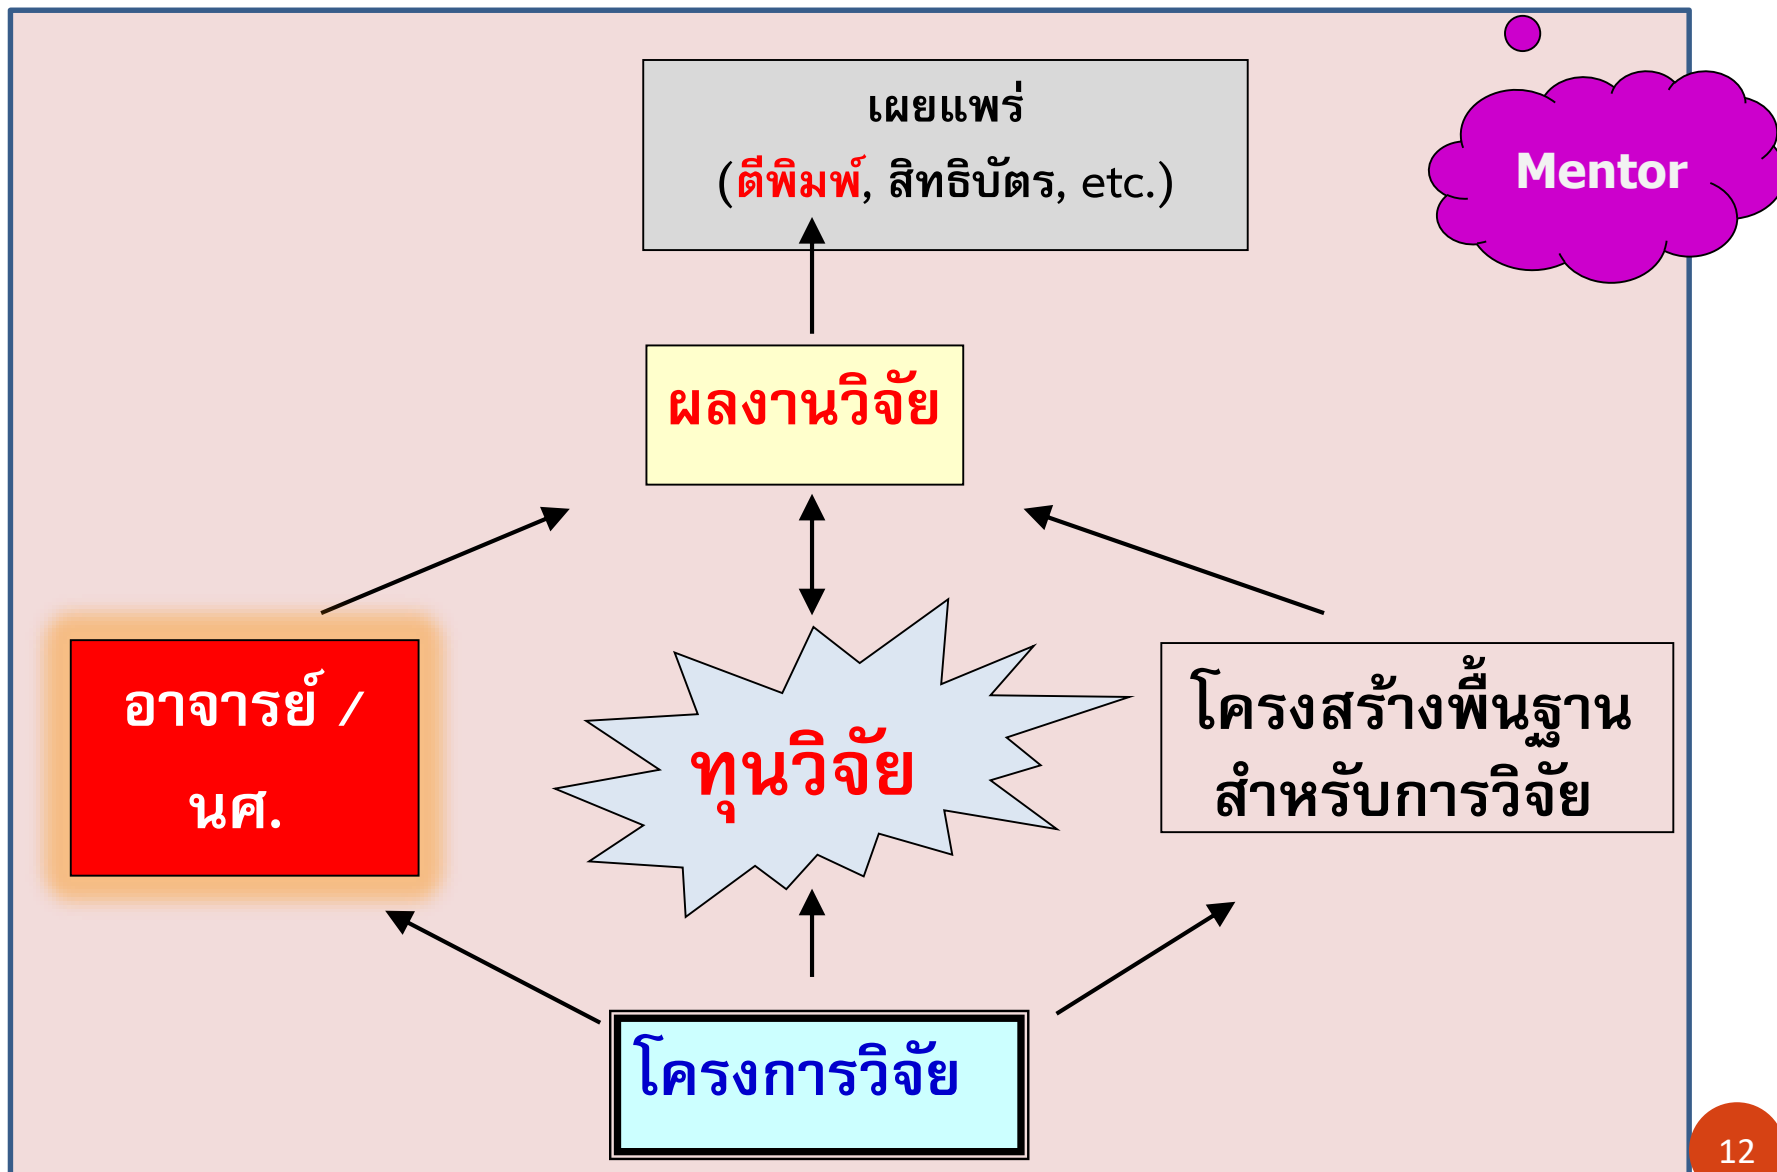 เผยแพร่
(ตีพิมพ์, สิทธิบัตร, etc.)
Mentor
ผลงานวิจัย
อาจารย์ /
นศ.
ทุนวิจัย
โครงสร้างพื้นฐาน
สำหรับการวิจัย
โครงการวิจัย
12